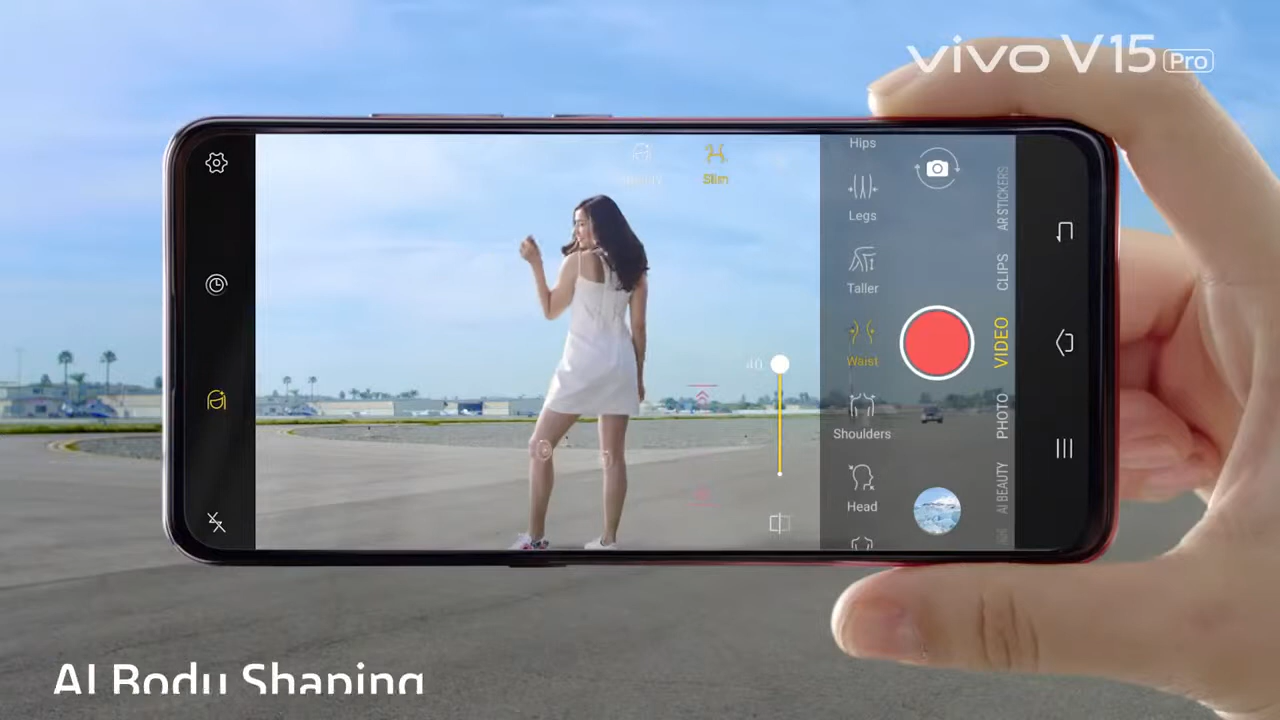 vivo V15 Pro
Slim
Hips
Legs
Taller
40
Waist
Shoulders
Head
AR STICKERS
CLIPS
VIDEO
PHOTO
AI BEAUTY
AI Body Shaping